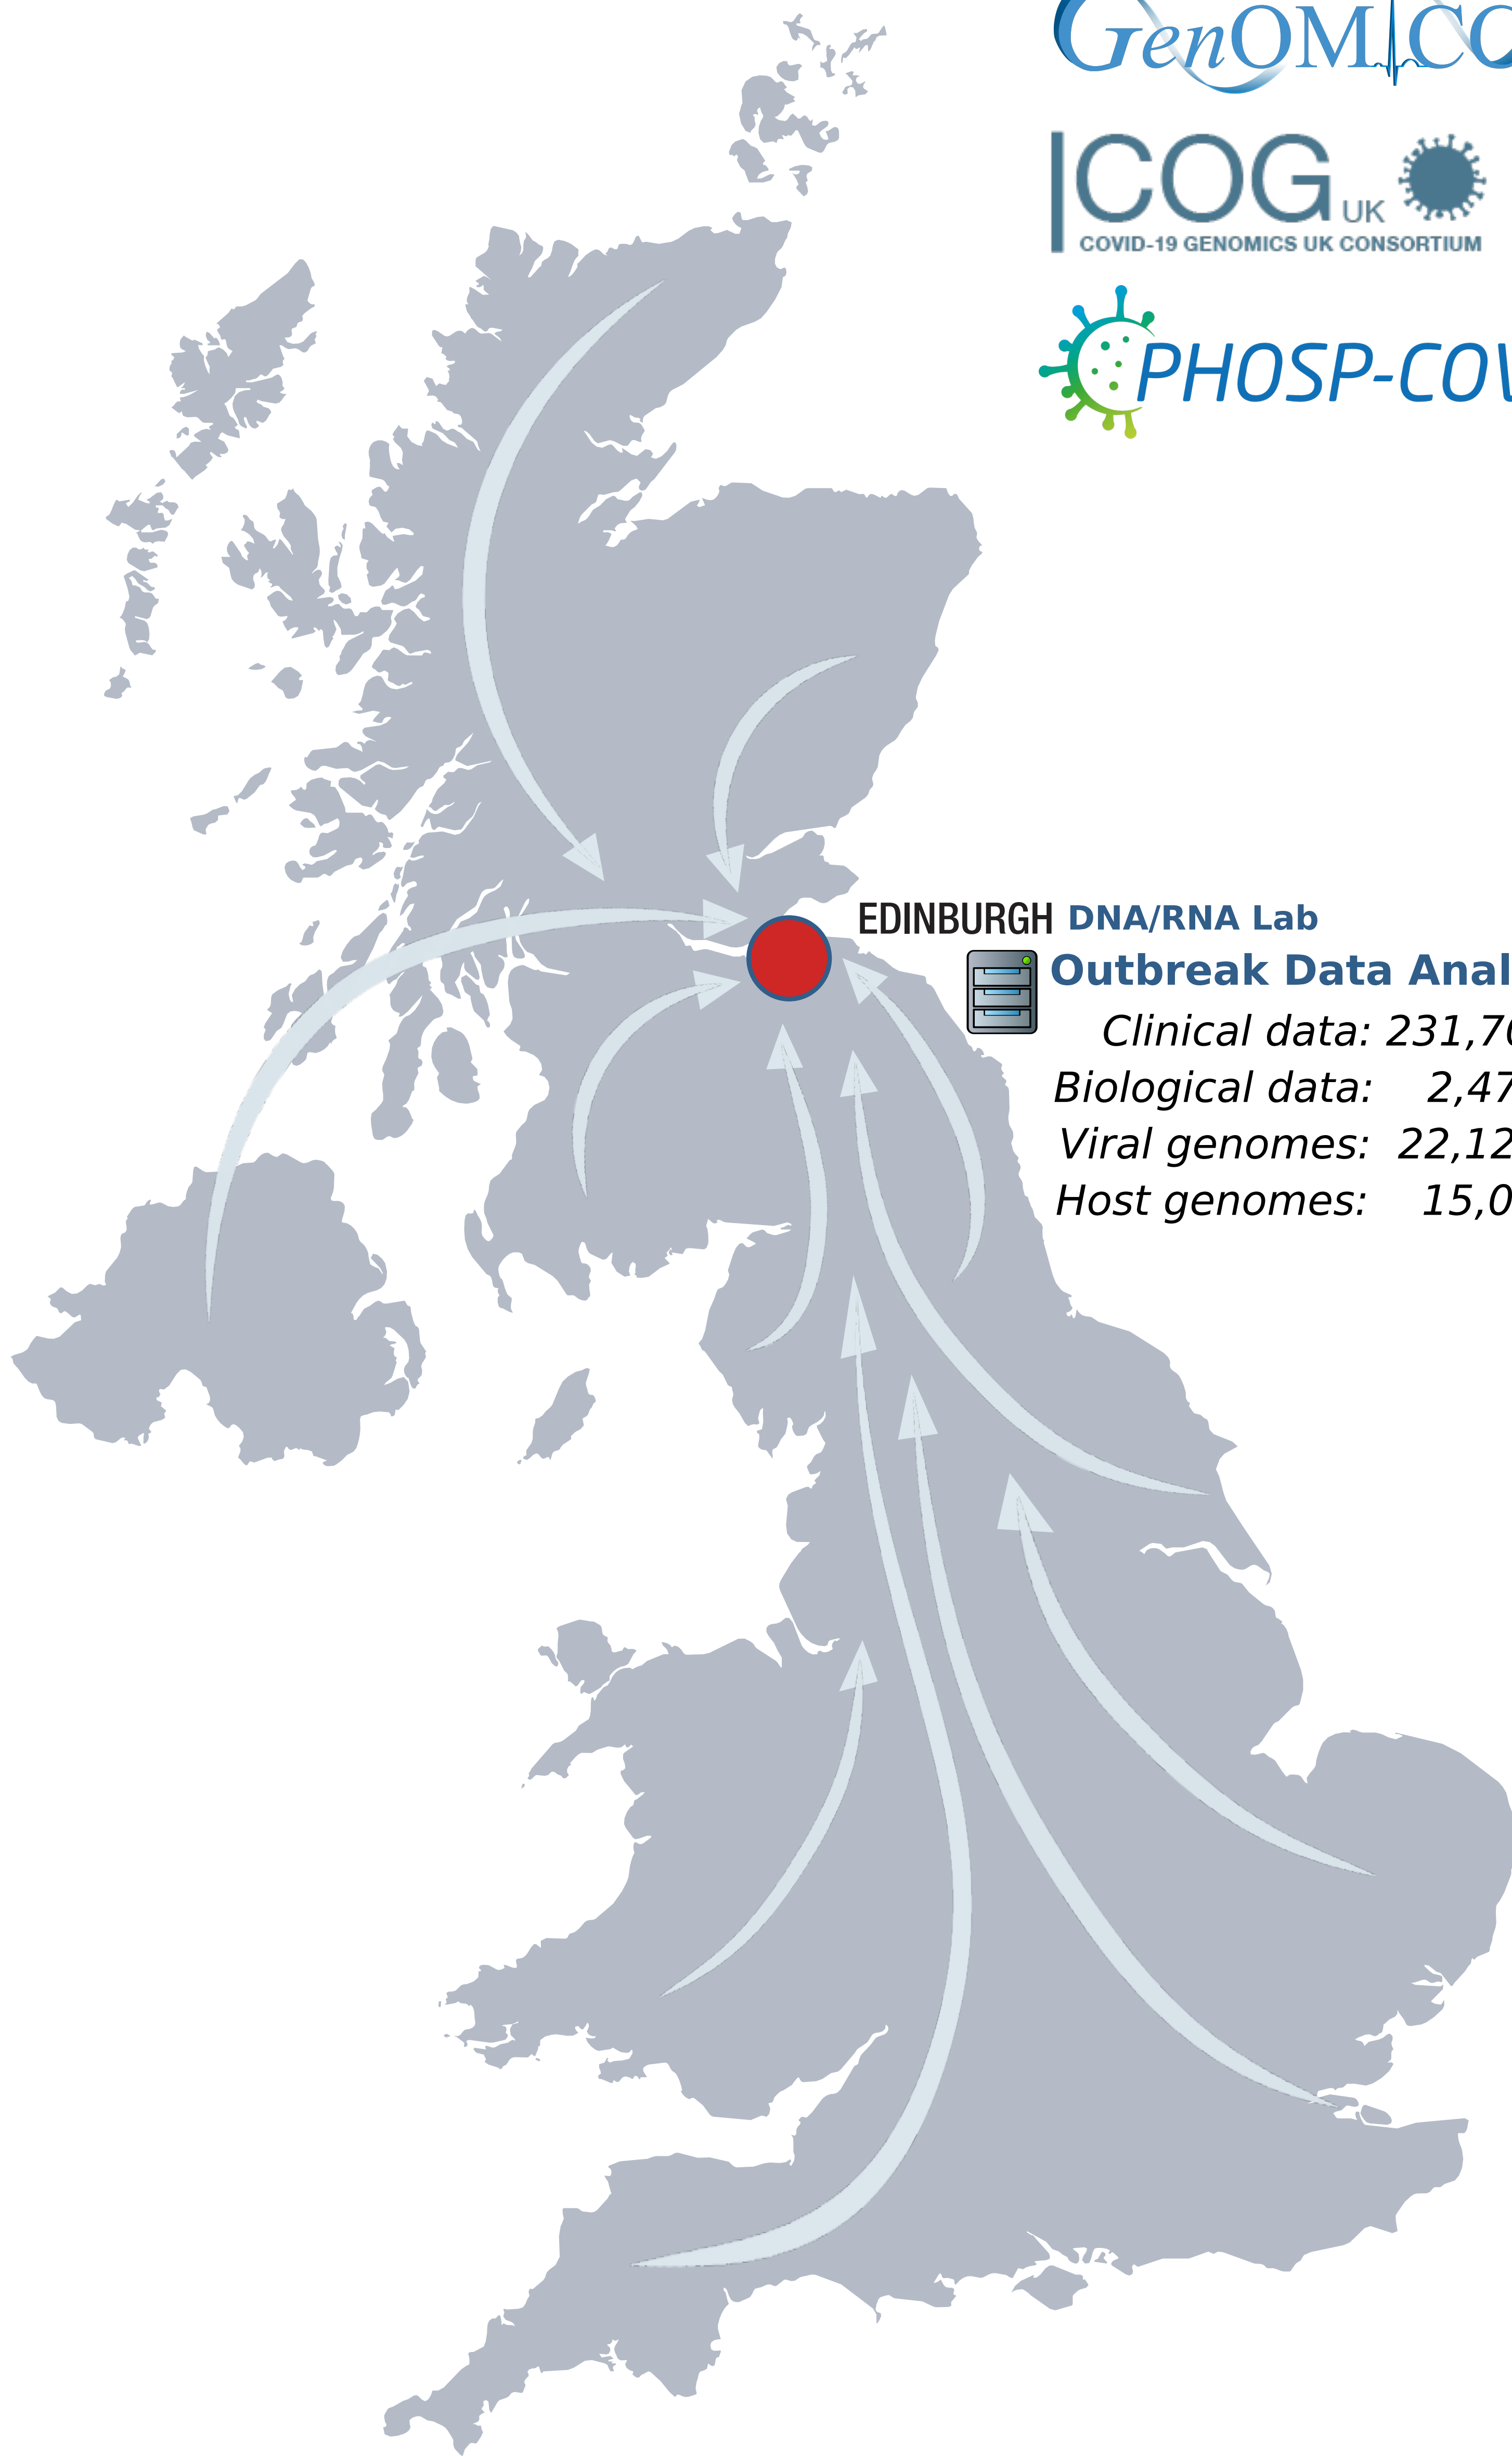 GenOMICC
COG UK
COVID-19 GENOMICS UK CONSORTIUM
PHOSP-COV
EDINBURGH DNA/RNA Lab
Outbreak Data Anal
Clinical data: 231,70
Biological data: 2,47
Viral genomes: 22,12
Host genomes: 15,0